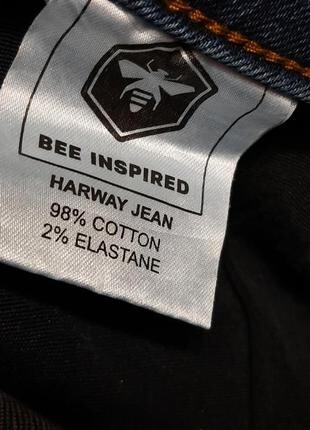 BEE INSPIRED
HARWAY JEAN
98% COTTON
2% ELASTANE